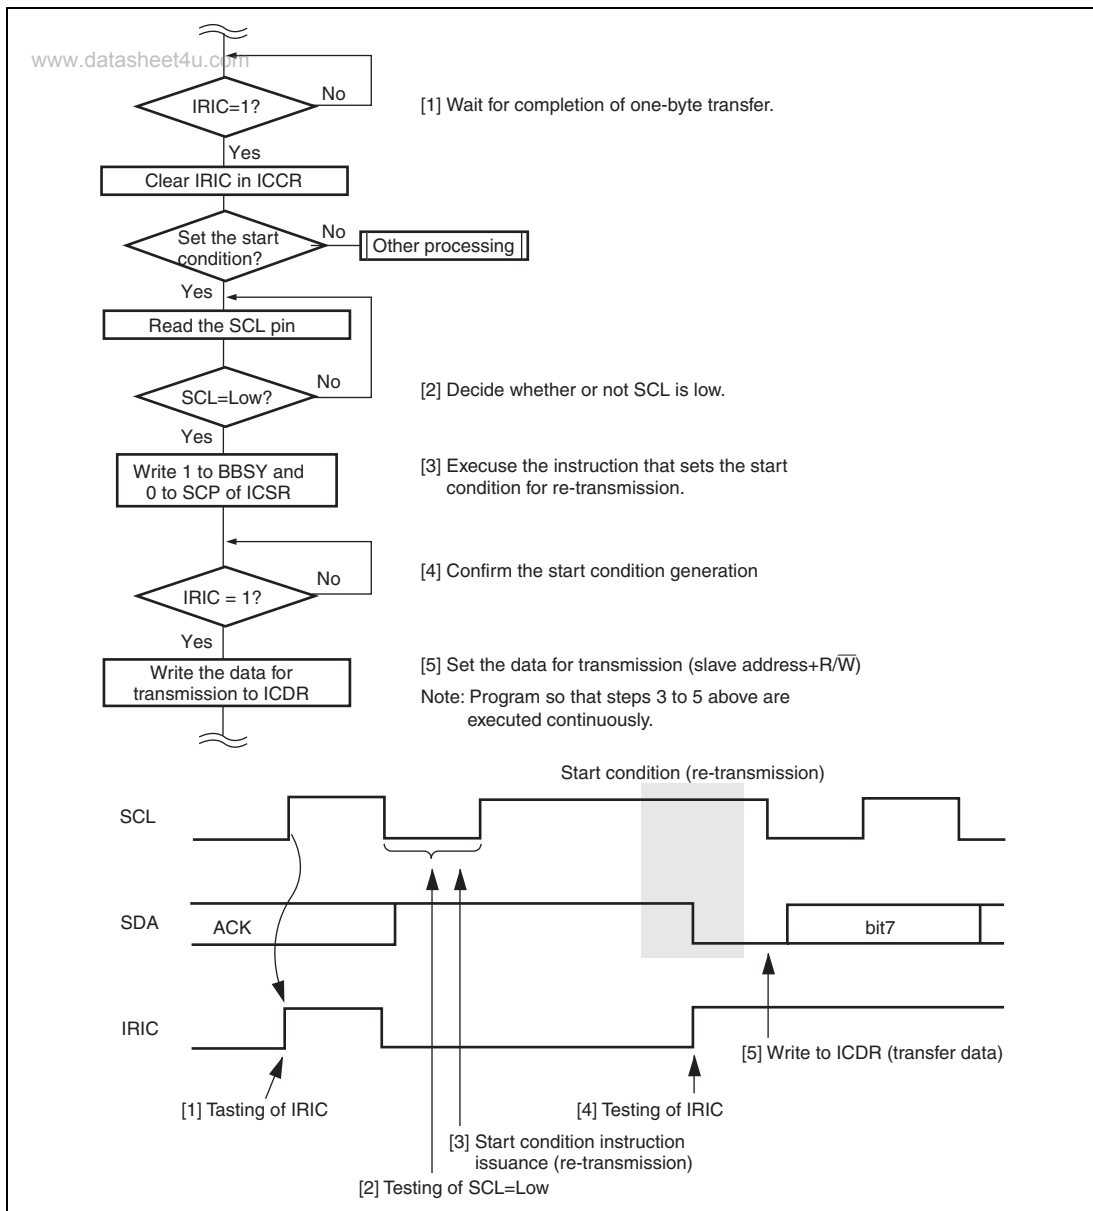 www.datasheet4u.com
IRIC=1?
No
[1] Wait for completion of one-byte transfer.
Yes
Clear IRIC in ICCR
Set the start
condition?
No
Other processing
Yes
Read the SCL pin
SCL=Low?
No
[2] Decide whether or not SCL is low.
Yes
Write 1 to BBSY and
0 to SCP of ICSR
[3] Execuse the instruction that sets the start
condition for re-transmission.
IRIC = 1?
No
[4] Confirm the start condition generation
Yes
Write the data for
transmission to ICDR
[5] Set the data for transmission (slave address+R/W̅)
Note: Program so that steps 3 to 5 above are
executed continuously.
Start condition (re-transmission)
SCL
SDA
ACK
bit7
IRIC
[5] Write to ICDR (transfer data)
[1] Tasting of IRIC
[4] Testing of IRIC
[3] Start condition instruction
issuance (re-transmission)
[2] Testing of SCL=Low